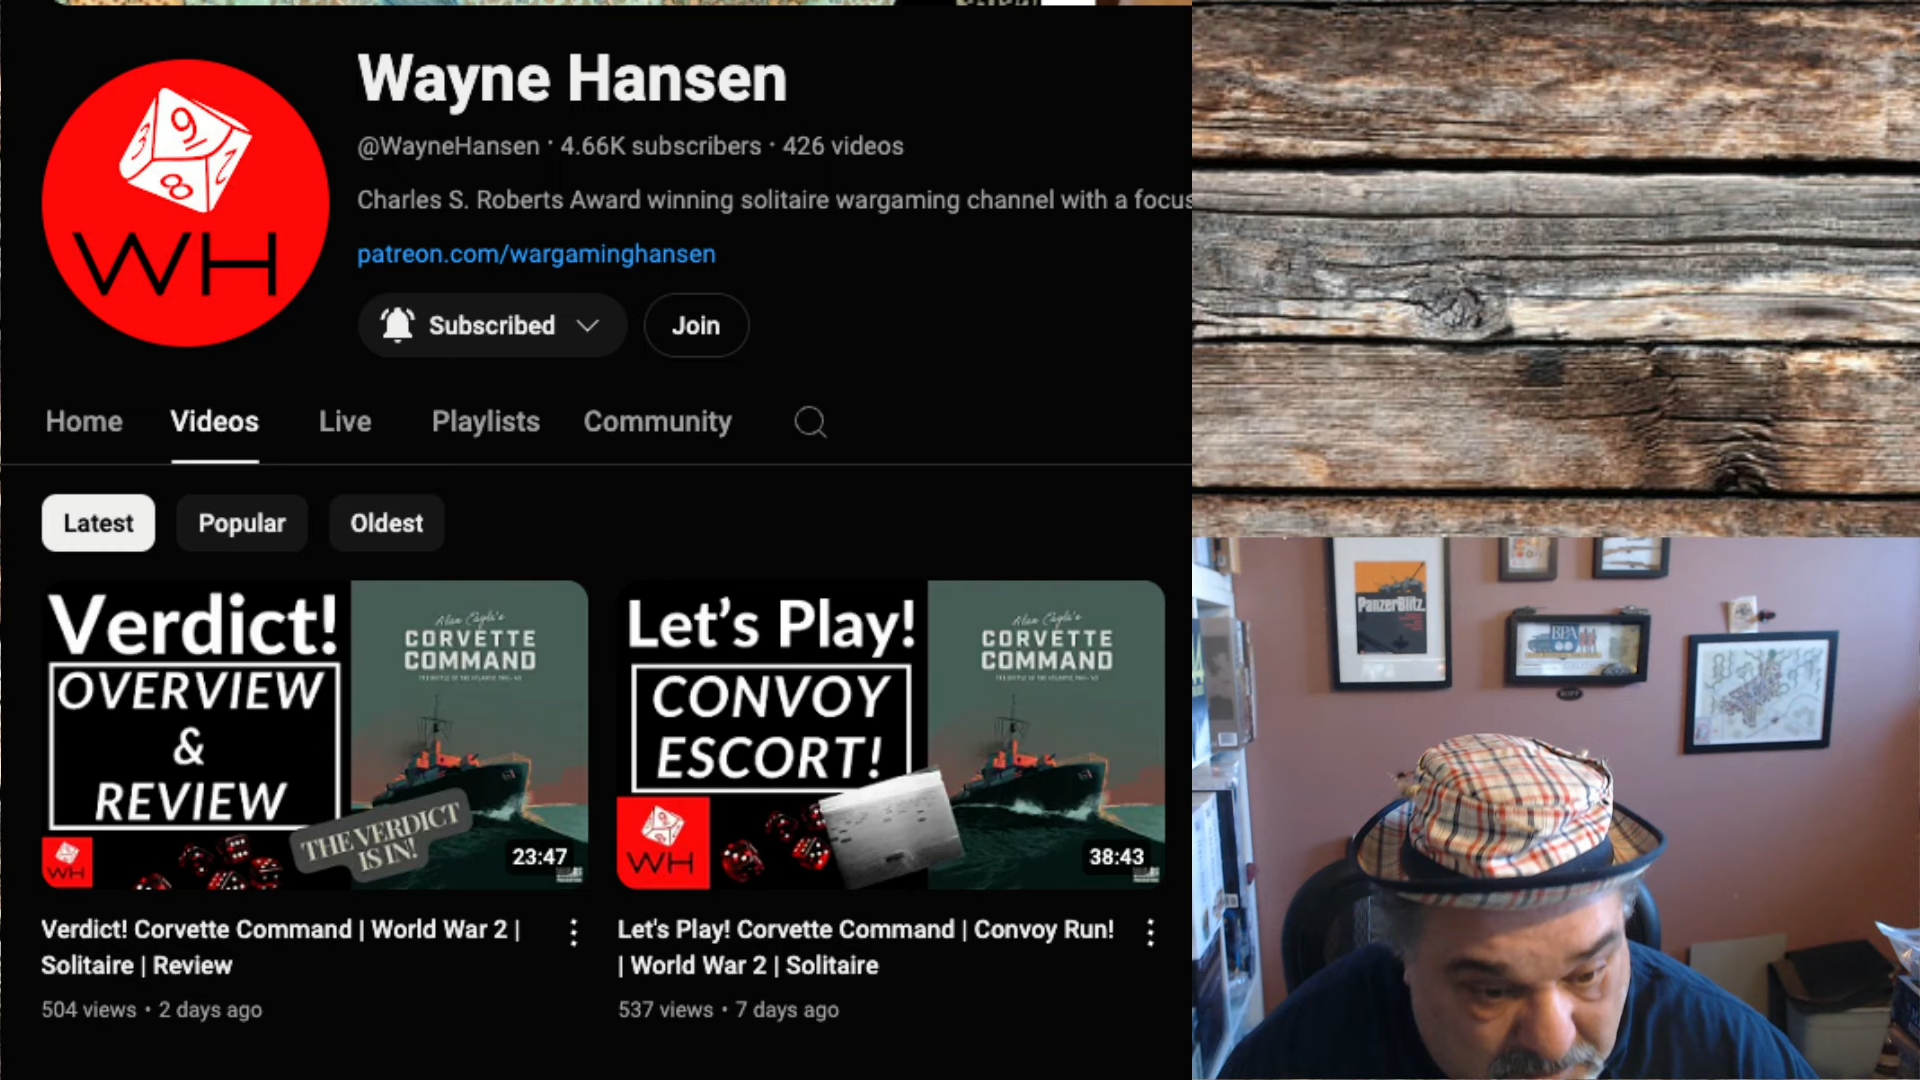 Wayne Hansen
@WayneHansen · 4.66K subscribers · 426 videos
Charles S. Roberts Award winning solitaire wargaming channel with a focus
patreon.com/wargaminghansen
Subscribed
Join
WH
Home
Videos
Live
Playlists
Community
Latest
Popular
Oldest
Verdict!
OVERVIEW
&
REVIEW
WH
THE VERDICT
IS IN!
CORVETTE
COMMAND
23:47
Let's Play!
CONVOY
ESCORT!
WH
CORVETTE
COMMAND
38:43
Verdict! Corvette Command | World War 2 |
Solitaire | Review
504 views · 2 days ago
Let's Play! Corvette Command | Convoy Run!
| World War 2 | Solitaire
537 views · 7 days ago
PanzerBlitz
BPA